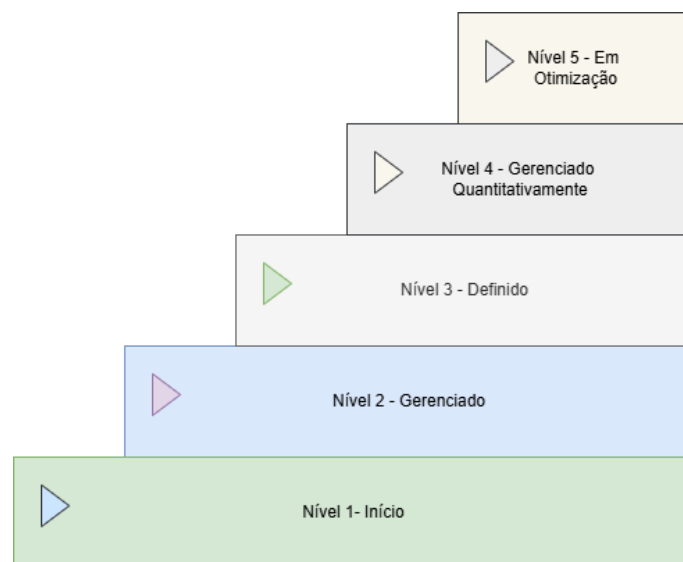 Nível 5 - Em
Otimização
Nível 4 - Gerenciado
Quantitativamente
Nível 3 - Definido
Nível 2 - Gerenciado
Nível 1- Início